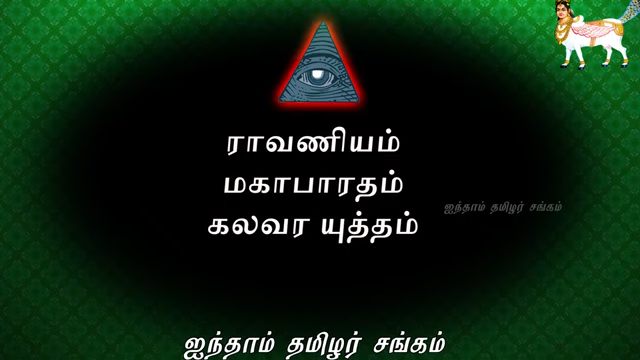 ராவணியம்
மகாபாரதம்
கலவர யுத்தம்
ஐந்தாம் தமிழர் சங்கம்
ஐந்தாம் தமிழர் சங்கம்